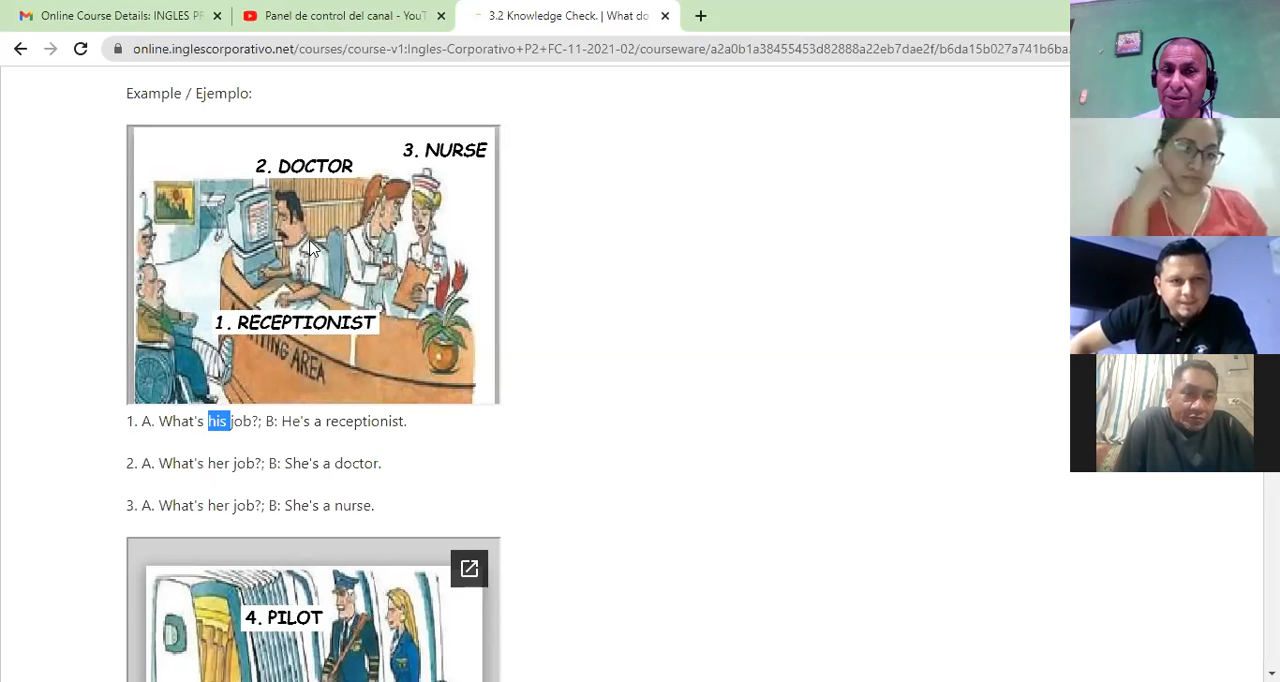 Online Course Details: INGLES PR
Panel de control del canal - YouT
3.2 Knowledge Check. | What do
online.inglescorporativo.net/courses/course-v1:Ingles-Corporativo+P2+FC-11-2021-02/courseware/a2a0b1a38455453d82888a22eb7dae2f/b6da15b027a741b6ba.
Example / Ejemplo:
3. NURSE
2. DOCTOR
1. RECEPTIONIST
WAITING AREA
1. A. What's his job?; B: He's a receptionist.
2. A. What's her job?; B: She's a doctor.
3. A. What's her job?; B: She's a nurse.
4. PILOT